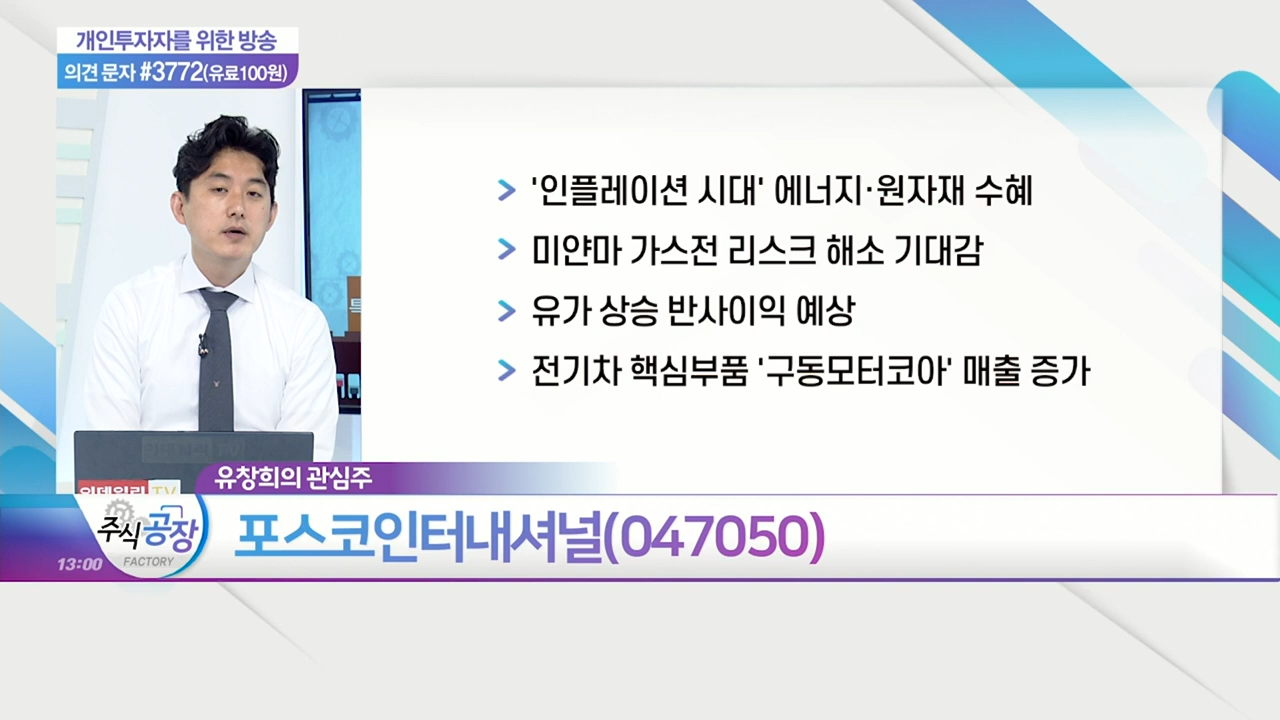 개인투자자를 위한 방송
의견 문자 #3772(유료100원)
'인플레이션 시대' 에너지·원자재 수혜
미얀마 가스전 리스크 해소 기대감
유가 상승 반사이익 예상
전기차 핵심부품 '구동모터코아' 매출 증가
유창희의 관심주
주식공장
FACTORY
13:00
포스코인터내셔널(047050)